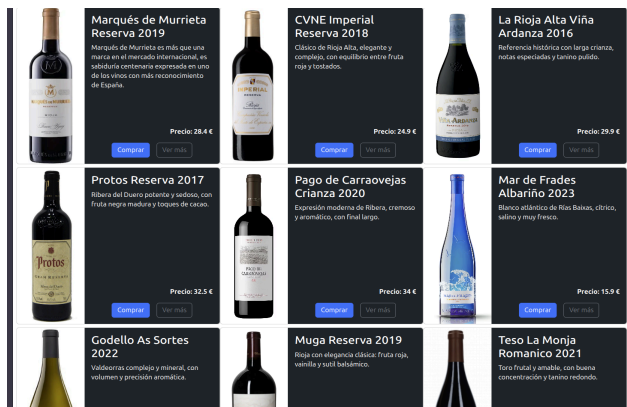 Marqués de Murrieta
Reserva 2019
Marqués de Murrieta es más que una
marca en el mercado internacional, es
sabiduría centenaria expresada en uno
de los vinos con más reconocimiento
de España.
Precio: 28.4 €
Comprar
Ver más
CVNE Imperial
Reserva 2018
Clásico de Rioja Alta, elegante y
complejo, con equilibrio entre fruta
roja y tostados.
Precio: 24.9 €
Comprar
Ver más
La Rioja Alta Viña
Ardanza 2016
Referencia histórica con larga crianza,
notas especiadas y tanino pulido.
Precio: 29.9 €
Comprar
Ver más
Protos Reserva 2017
Ribera del Duero potente y sedoso, con
fruta negra madura y toques de cacao.
Precio: 32.5 €
Comprar
Ver más
Protos
Pago de Carraovejas
Crianza 2020
Expresión moderna de Ribera, cremoso
y aromático, con final largo.
Precio: 34 €
Comprar
Ver más
Mar de Frades
Albariño 2023
Blanco atlántico de Rías Baixas, cítrico,
salino y muy fresco.
Precio: 15.9 €
Comprar
Ver más
Godello As Sortes
2022
Valdeorras complejo y mineral, con
volumen y precisión aromática.
Muga Reserva 2019
Rioja con elegancia clásica: fruta roja,
vainilla y sutil balsámico.
Teso La Monja
Romanico 2021
Toro frutal y amable, con buena
concentración y tanino redondo.
IMPERIAL
VIÑA ARDANZA
PAGO DE
CARRAOVEJAS